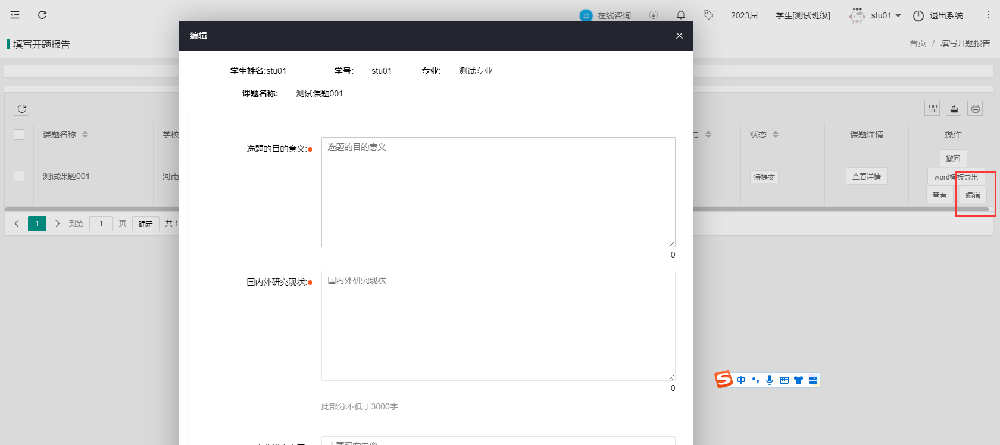 在线咨询
2023届
学生[测试班级]
stu01
退出系统
编辑
填写开题报告
首页 / 填写开题报告
学生姓名:stu01 学号: stu01 专业: 测试专业
课题名称: 测试课题001
课题名称
学校
号
状态
课题详情
操作
选题的目的意义:
选题的目的意义
撤回
测试课题001
河南
待提交
查看详情
word模板导出
查看
编辑
1
到第 1 页 确定 共 1
0
国内外研究现状:
国内外研究现状
中
0
此部分不低于3000字
主要研究内容